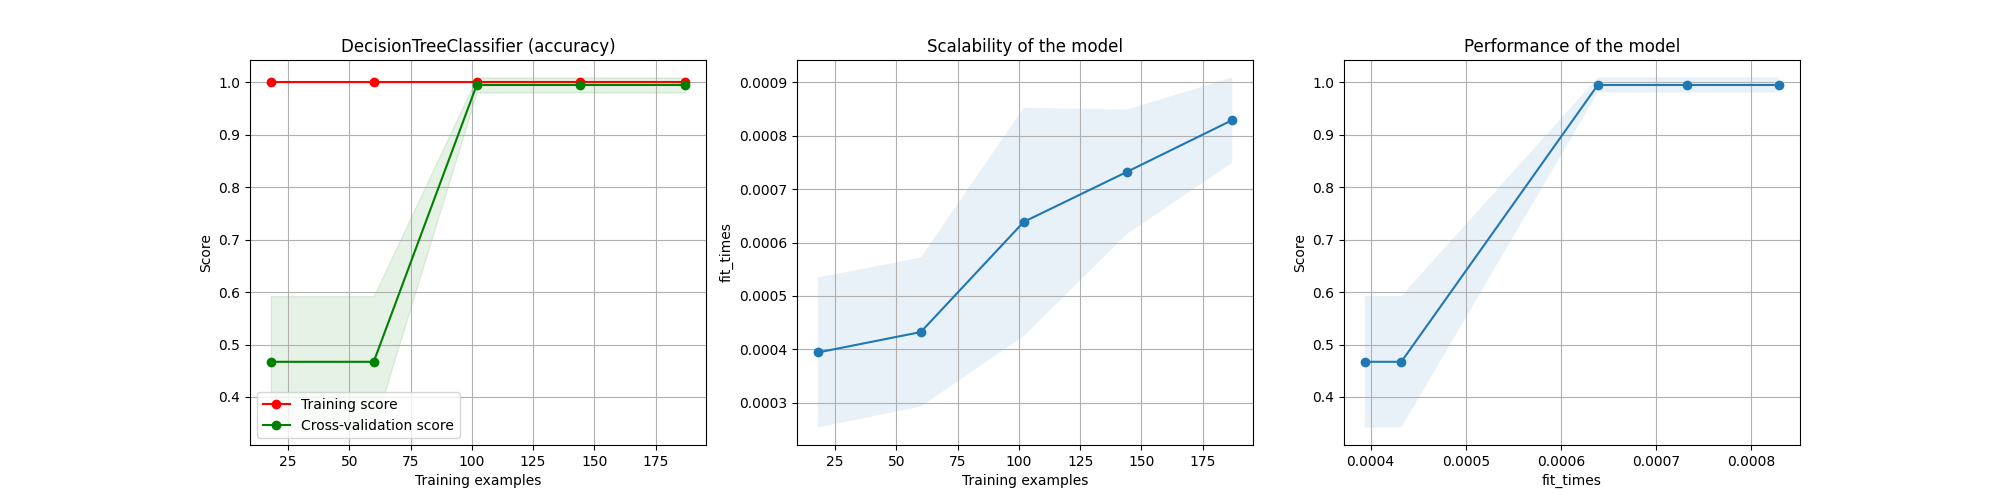 DecisionTreeClassifier (accuracy)
1.0
0.9
0.8
0.7
0.6
0.5
0.4
Score
Training score
Cross-validation score
25 50 75 100 125 150 175
Training examples
Scalability of the model
0.0009
0.0008
0.0007
0.0006
0.0005
0.0004
0.0003
fit_times
25 50 75 100 125 150 175
Training examples
Performance of the model
1.0
0.9
0.8
0.7
0.6
0.5
0.4
Score
0.0004 0.0005 0.0006 0.0007 0.0008
fit_times